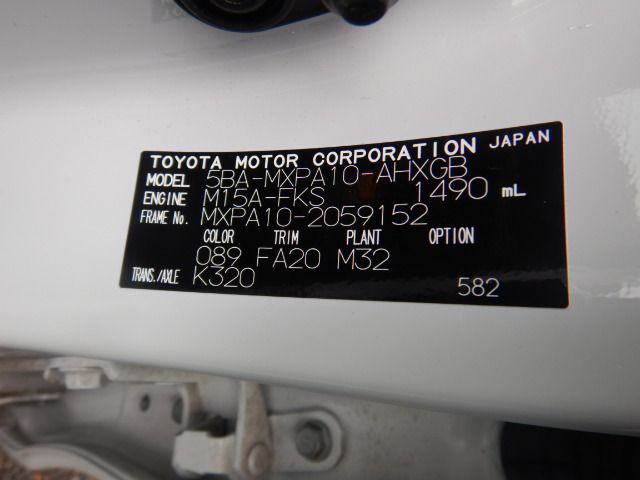 TOYOTA MOTOR CORPORATION JAPAN
MODEL 5BA-MXPA10-AHXGB
ENGINE M15A-FKS 1490 mL
FRAME No. MXPA10-2059152
COLOR TRIM PLANT OPTION
089 FA20 M32
TRANS./AXLE K320
582